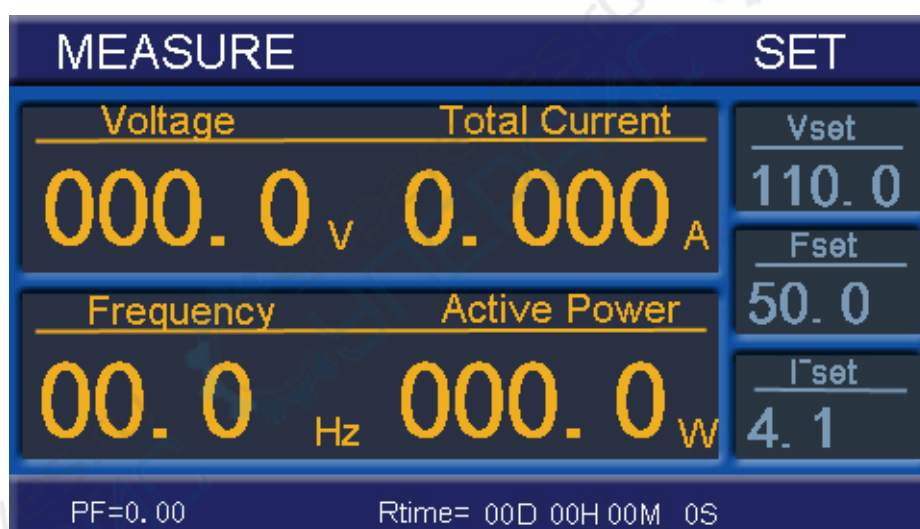 MEASURE SET
Voltage Total Current Vset
000.0 V 0.000 A 110.0
Fset
Frequency Active Power 50.0
00.0 Hz 000.0 W I¯set
4.1
PF=0.00 Rtime= 00D 00H 00M 0S